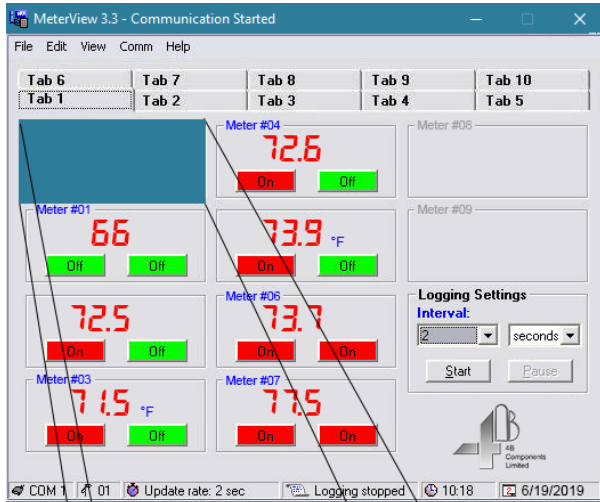 MeterView 3.3 - Communication Started
File Edit View Comm Help
Tab 6 Tab 7 Tab 8 Tab 9 Tab 10
Tab 1 Tab 2 Tab 3 Tab 4 Tab 5
Meter #04
72.6
On Off
Meter #08
Meter #01
66
Off Off
73.9 °F
On Off
Meter #09
72.5
On Off
Meter #06
73.7
On On
Logging Settings
Interval:
2 seconds
Start Pause
Meter #03
71.5 °F
On Off
Meter #07
77.5
On On
4B
4B
Components
Limited
COM 1 01 Update rate: 2 sec Logging stopped 10:18 2 6/19/2019